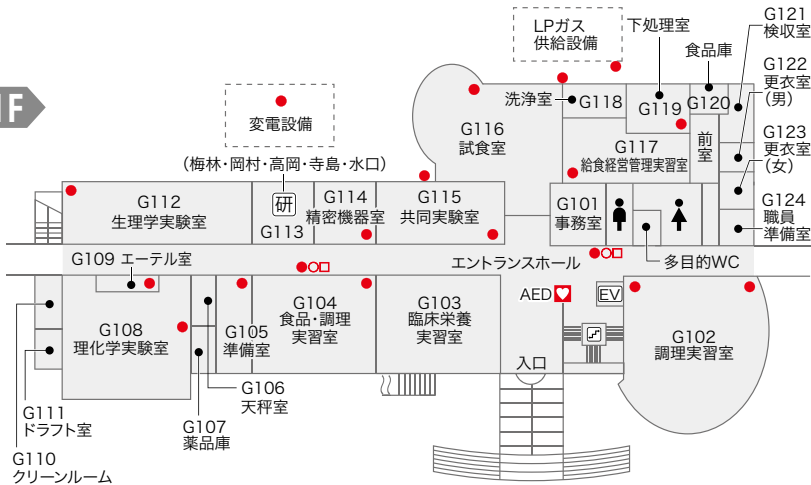 1F
LPガス
供給設備
下処理室
食品庫
G121
検収室
G122
更衣室
(男)
G123
更衣室
(女)
G124
職員
準備室
変電設備
洗浄室
G118
G119
G120
前
室
G116
試食室
G117
給食経営管理実習室
(梅林・岡村・高岡・寺島・水口)
研
G112
生理学実験室
G113
G114
精密機器室
G115
共同実験室
G101
事務室
G109 エーテル室
エントランスホール
多目的WC
AED
EV
G108
理化学実験室
G105
準備室
G104
食品・調理
実習室
G103
臨床栄養
実習室
G102
調理実習室
入口
G106
天秤室
G107
薬品庫
G111
ドラフト室
G110
クリーンルーム